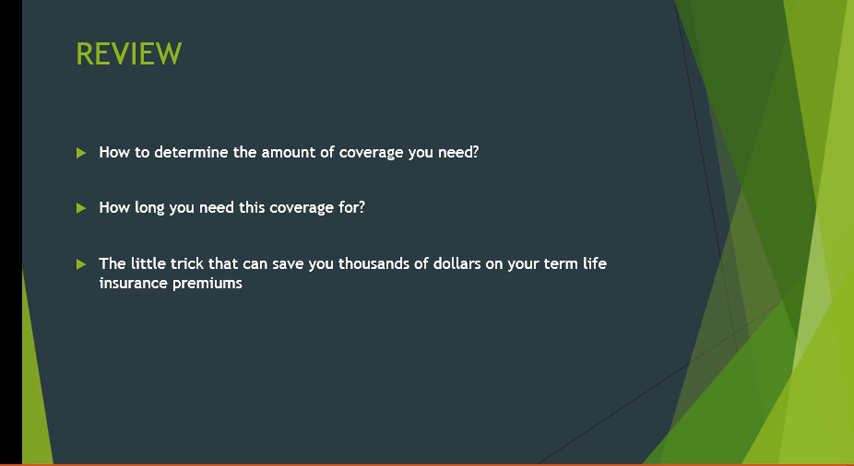 REVIEW
How to determine the amount of coverage you need?
How long you need this coverage for?
The little trick that can save you thousands of dollars on your term life
insurance premiums